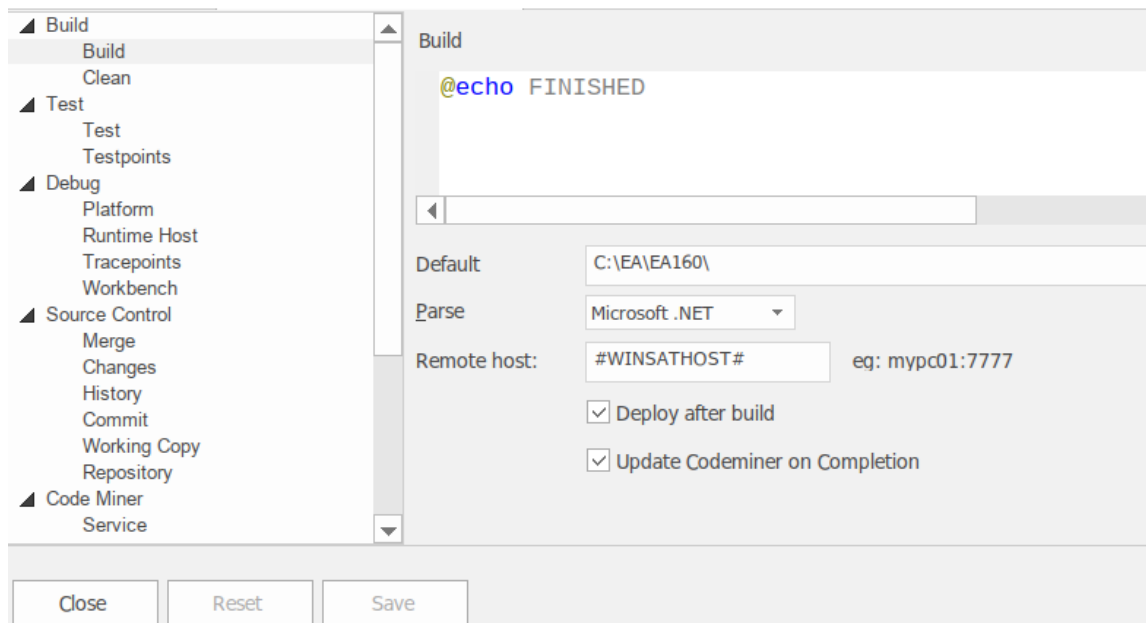 Build
Build
Clean
Test
Test
Testpoints
Debug
Platform
Runtime Host
Tracepoints
Workbench
Source Control
Merge
Changes
History
Commit
Working Copy
Repository
Code Miner
Service
Build
@echo FINISHED
Default C:\EA\EA160\
Parse Microsoft .NET
Remote host: #WINSATHOST# eg: mypc01:7777
Deploy after build
Update Codeminer on Completion
Close Reset Save